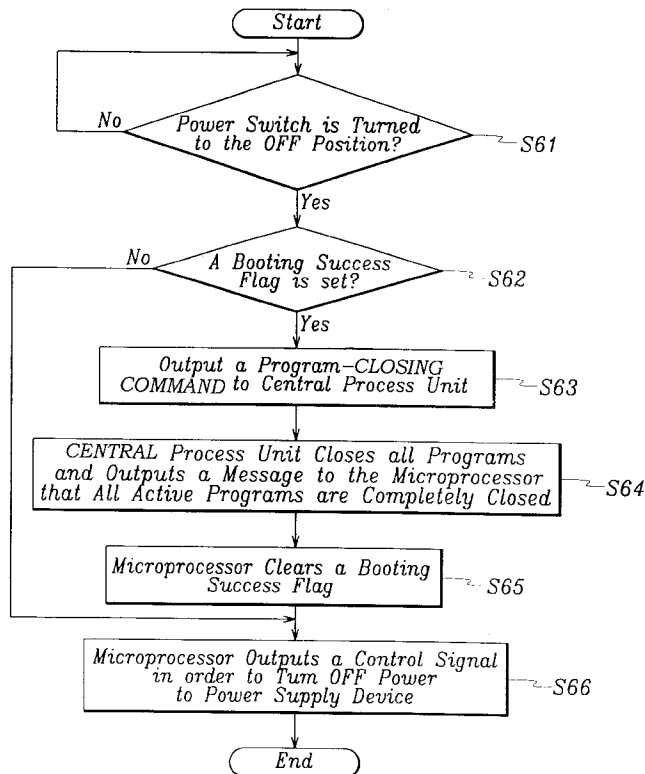 Start
No
Power Switch is Turned
to the OFF Position?
S61
Yes
No
A Booting Success
Flag is set?
S62
Yes
Output a Program-CLOSING
COMMAND to Central Process Unit
S63
CENTRAL Process Unit Closes all Programs
and Outputs a Message to the Microprocessor
that All Active Programs are Completely Closed
S64
Microprocessor Clears a Booting
Success Flag
S65
Microprocessor Outputs a Control Signal
in order to Turn OFF Power
to Power Supply Device
S66
End